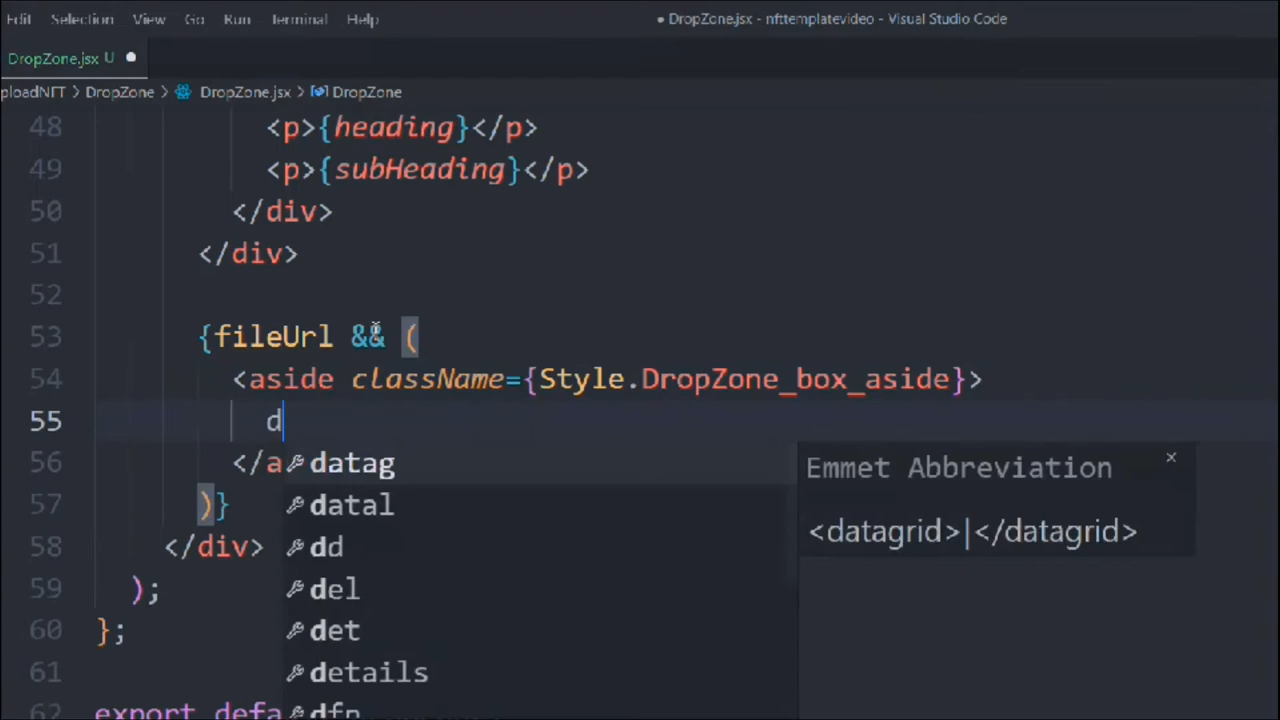 Edit Selection View Go Run Terminal Help ● DropZone.jsx - nfttemplatevideo - Visual Studio Code
DropZone.jsx U ●
ploadNFT > DropZone > DropZone.jsx > DropZone
48 <p>{heading}</p>
49 <p>{subHeading}</p>
50 </div>
51 </div>
52
53 {fileUrl && (
54 <aside className={Style.DropZone_box_aside}>
55 d
56 </a
57 )}
58 </div>
59 );
60 };
61
62 export defa
datag
datal
dd
del
det
details
dfn
Emmet Abbreviation ×
<datagrid>|</datagrid>